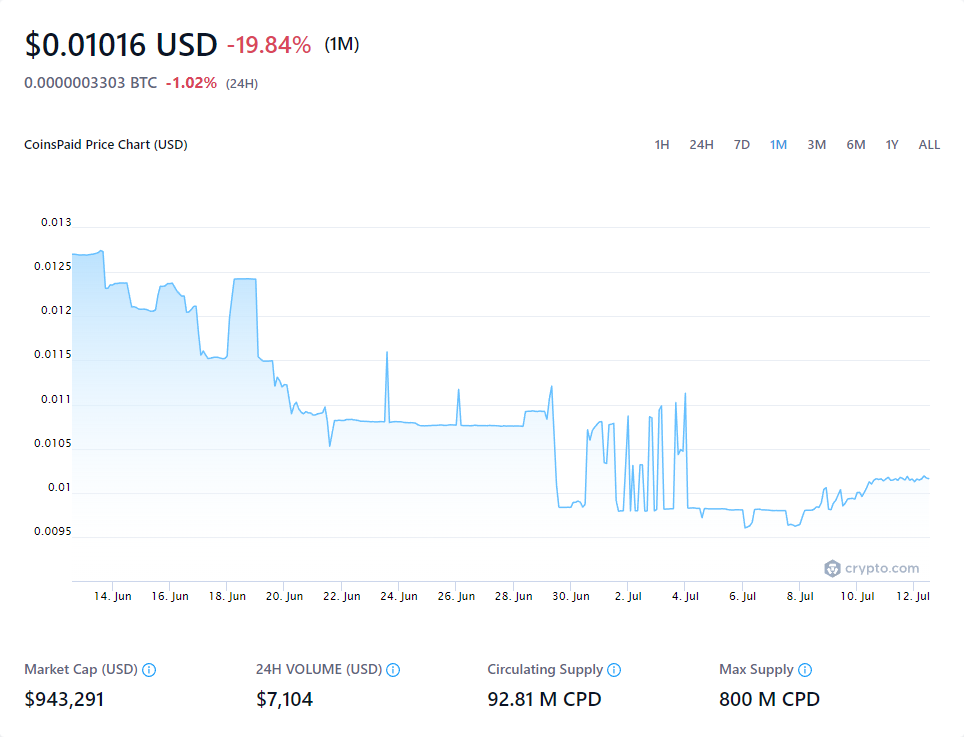 $0.01016 USD -19.84% (1M)
0.0000003303 BTC -1.02% (24H)
CoinsPaid Price Chart (USD) 1H 24H 7D 1M 3M 6M 1Y ALL
0.013
0.0125
0.012
0.0115
0.011
0.0105
0.01
0.0095
crypto.com
14. Jun 16. Jun 18. Jun 20. Jun 22. Jun 24. Jun 26. Jun 28. Jun 30. Jun 2. Jul 4. Jul 6. Jul 8. Jul 10. Jul 12. Jul
Market Cap (USD) 24H VOLUME (USD) Circulating Supply Max Supply
$943,291 $7,104 92.81 M CPD 800 M CPD